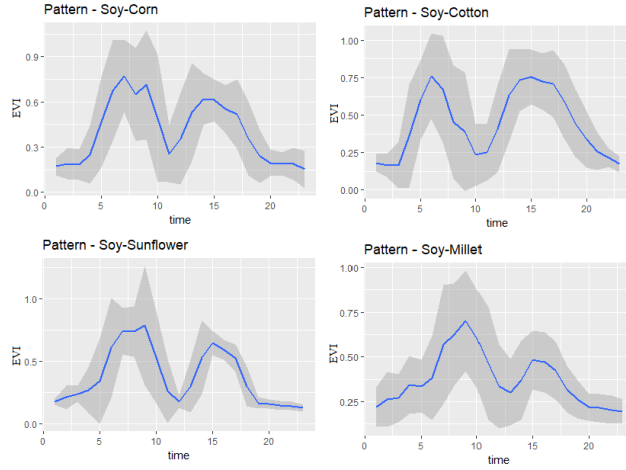 Pattern - Soy-Corn
EVI
0.9
0.6
0.3
0.0
0 5 10 15 20
time
Pattern - Soy-Cotton
EVI
1.00
0.75
0.50
0.25
0.00
0 5 10 15 20
time
Pattern - Soy-Sunflower
EVI
1.0
0.5
0.0
0 5 10 15 20
time
Pattern - Soy-Millet
EVI
1.00
0.75
0.50
0.25
0 5 10 15 20
time